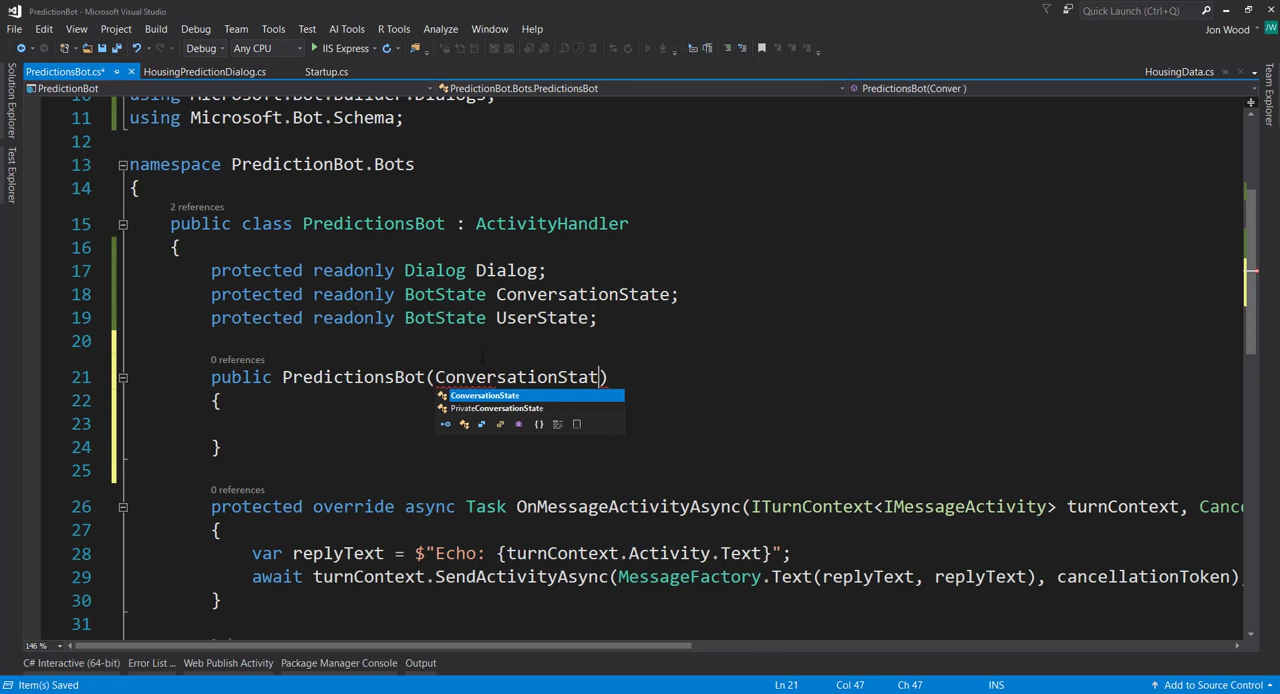 PredictionBot - Microsoft Visual Studio
Quick Launch (Ctrl+Q)
File Edit View Project Build Debug Team Tools Test AI Tools R Tools Analyze Window Help
Jon Wood JW
Debug Any CPU IIS Express
PredictionsBot.cs* HousingPredictionDialog.cs Startup.cs HousingData.cs
PredictionBot PredictionBot.Bots.PredictionsBot PredictionsBot(Conver )
Solution Explorer
Test Explorer
Team Explorer
10 using Microsoft.Bot.Builder.Dialogs;
11 using Microsoft.Bot.Schema;
12
13 namespace PredictionBot.Bots
14 {
2 references
15 public class PredictionsBot : ActivityHandler
16 {
17 protected readonly Dialog Dialog;
18 protected readonly BotState ConversationState;
19 protected readonly BotState UserState;
20
0 references
21 public PredictionsBot(ConversationStat)
ConversationState
22 {
PrivateConversationState
23
24 }
25
0 references
26 protected override async Task OnMessageActivityAsync(ITurnContext<IMessageActivity> turnContext, Cance
27 {
28 var replyText = $"Echo: {turnContext.Activity.Text}";
29 await turnContext.SendActivityAsync(MessageFactory.Text(replyText, replyText), cancellationToken)
30 }
31
146 %
C# Interactive (64-bit) Error List ... Web Publish Activity Package Manager Console Output
Item(s) Saved Ln 21 Col 47 Ch 47 INS Add to Source Control